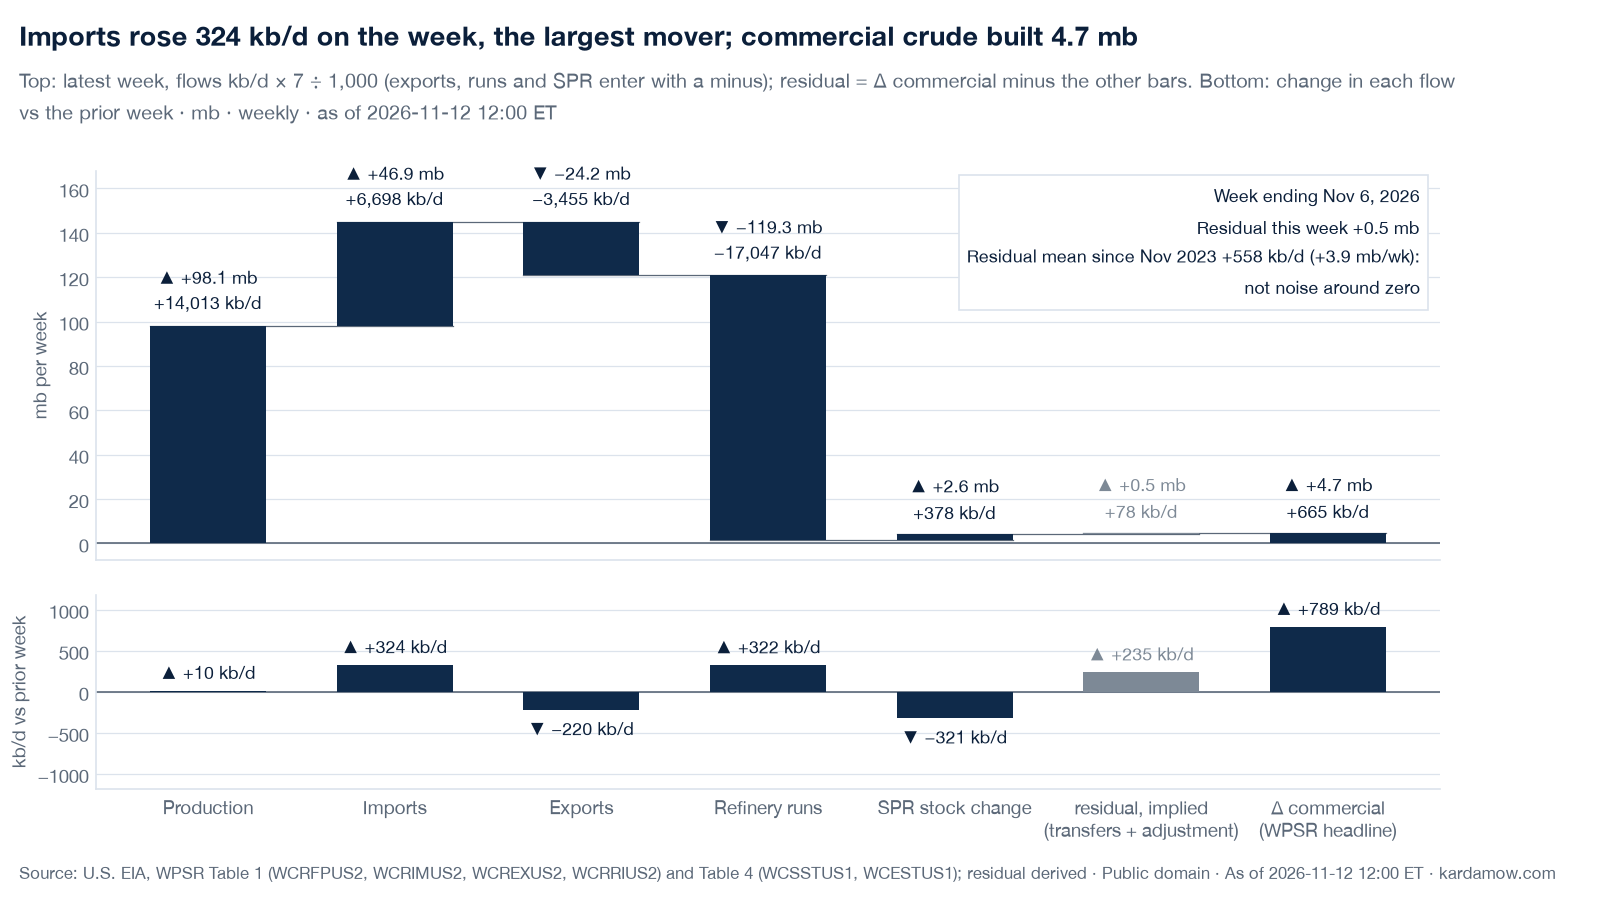 Imports rose 324 kb/d on the week, the largest mover; commercial crude built 4.7 mb
Top: latest week, flows kb/d × 7 ÷ 1,000 (exports, runs and SPR enter with a minus); residual = Δ commercial minus the other bars. Bottom: change in each flow
vs the prior week · mb · weekly · as of 2026-11-12 12:00 ET
mb per week
160
140
120
100
80
60
40
20
0
▲ +98.1 mb
+14,013 kb/d
▲ +46.9 mb
+6,698 kb/d
▼ −24.2 mb
−3,455 kb/d
▼ −119.3 mb
−17,047 kb/d
▲ +2.6 mb
+378 kb/d
▲ +0.5 mb
+78 kb/d
▲ +4.7 mb
+665 kb/d
Week ending Nov 6, 2026
Residual this week +0.5 mb
Residual mean since Nov 2023 +558 kb/d (+3.9 mb/wk):
not noise around zero
kb/d vs prior week
1000
500
0
−500
−1000
▲ +10 kb/d
▲ +324 kb/d
▼ −220 kb/d
▲ +322 kb/d
▼ −321 kb/d
▲ +235 kb/d
▲ +789 kb/d
Production
Imports
Exports
Refinery runs
SPR stock change
residual, implied
(transfers + adjustment)
Δ commercial
(WPSR headline)
Source: U.S. EIA, WPSR Table 1 (WCRFPUS2, WCRIMUS2, WCREXUS2, WCRRIUS2) and Table 4 (WCSSTUS1, WCESTUS1); residual derived · Public domain · As of 2026-11-12 12:00 ET · kardamow.com